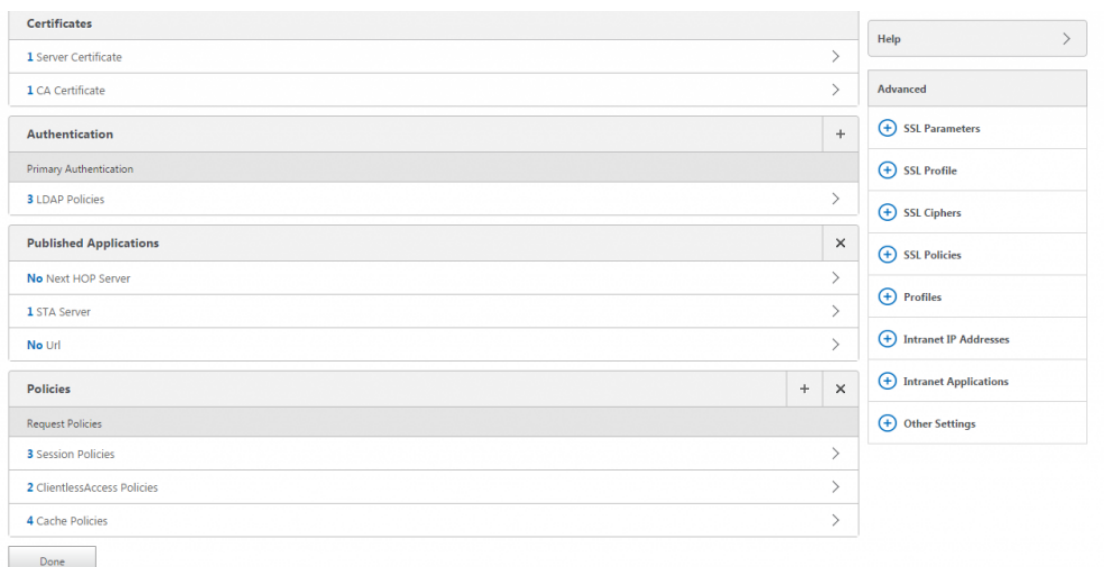 Certificates
1 Server Certificate
1 CA Certificate
Authentication
Primary Authentication
3 LDAP Policies
Published Applications
No Next HOP Server
1 STA Server
No Url
Policies
Request Policies
3 Session Policies
2 ClientlessAccess Policies
4 Cache Policies
Done
Help
Advanced
SSL Parameters
SSL Profile
SSL Ciphers
SSL Policies
Profiles
Intranet IP Addresses
Intranet Applications
Other Settings